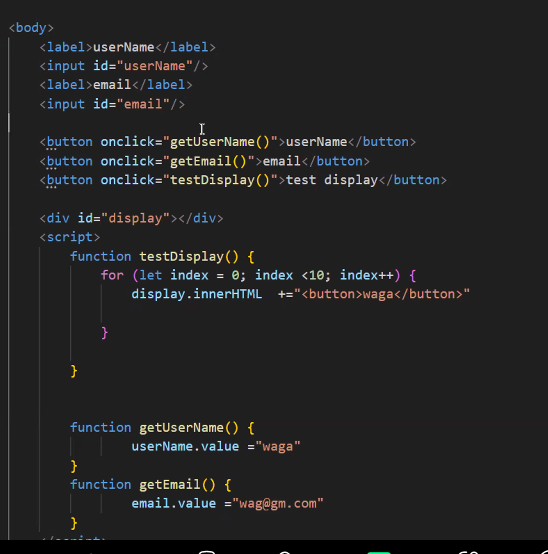 <body>
<label>userName</label>
<input id="userName"/>
<label>email</label>
<input id="email"/>
<button onclick="getUserName()">userName</button>
<button onclick="getEmail()">email</button>
<button onclick="testDisplay()">test display</button>
<div id="display"></div>
<script>
function testDisplay() {
for (let index = 0; index <10; index++) {
display.innerHTML  +="<button>waga</button>"
}
}
function getUserName() {
userName.value ="waga"
}
function getEmail() {
email.value ="wag@gm.com"
}
</script>